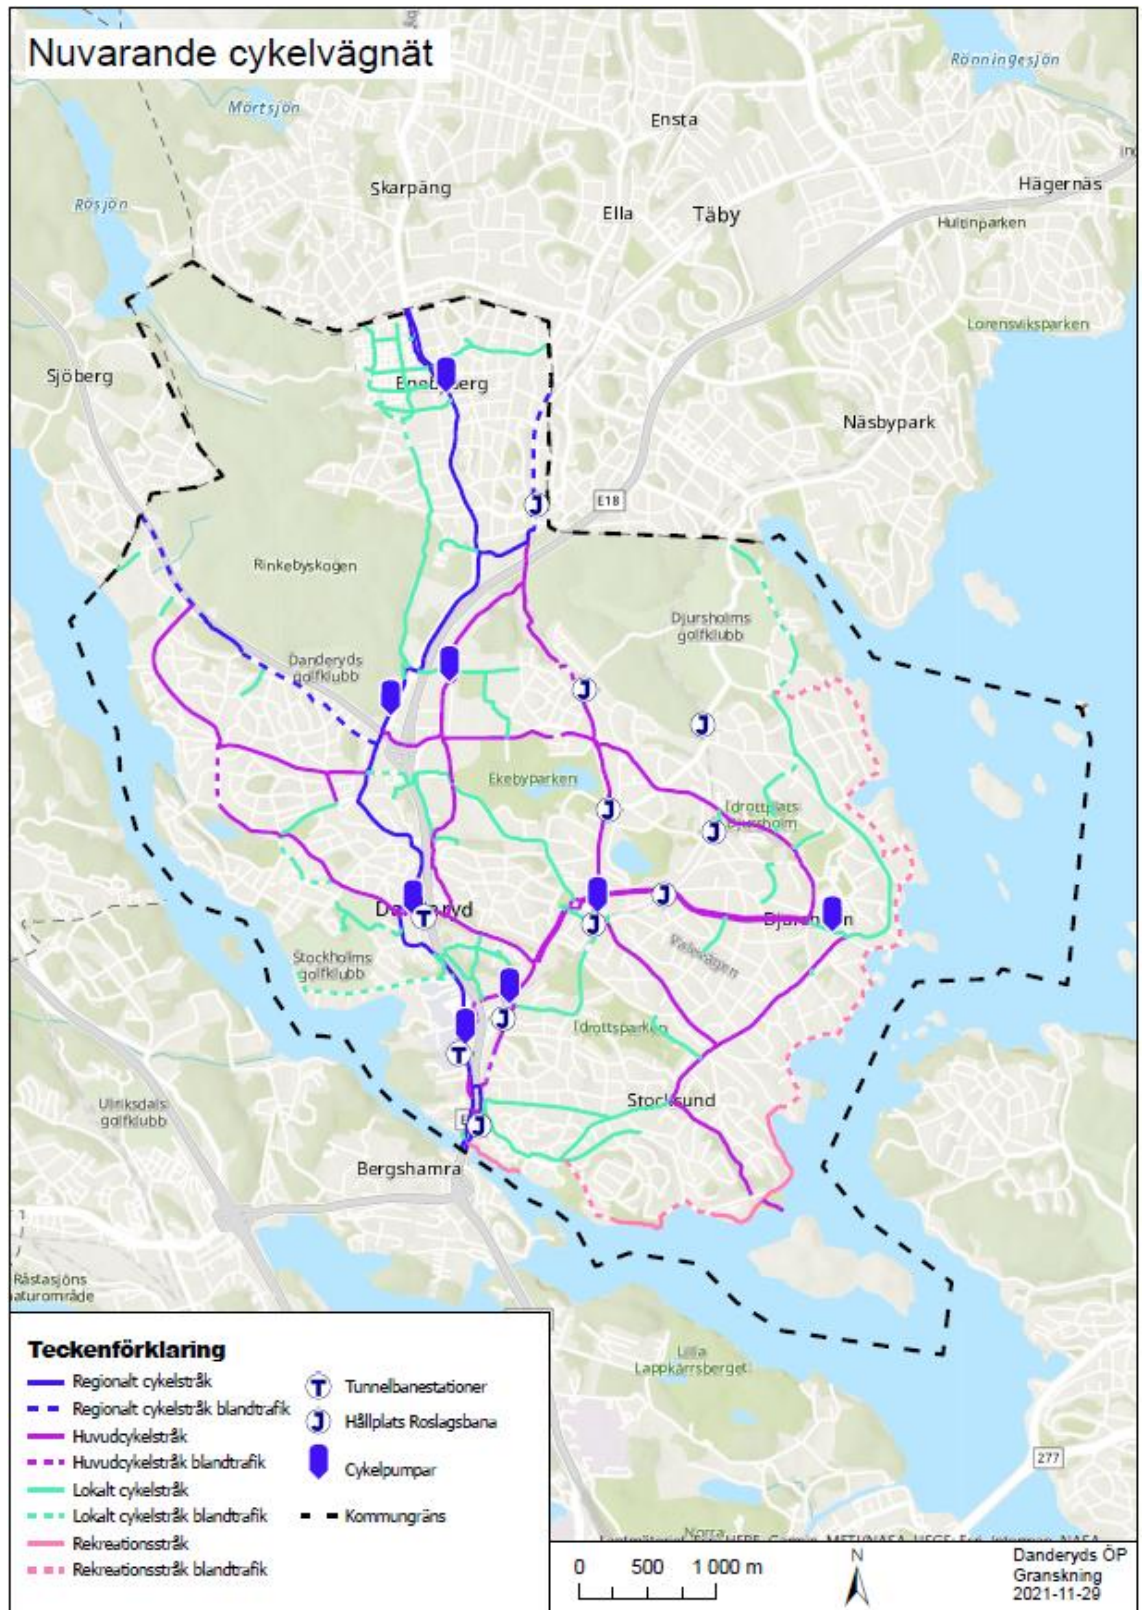 Nuvarande cykelvägnät
Rönningesjön
Mörtsjön
Ensta
Skarpäng
Hägernäs
Rösjön
Ella
Täby
Hultinparken
Lorensviksparken
Sjöberg
Näsbypark
E18
Rinkebyskogen
Djursholms
golfklubb
Danderyds
golfklubb
Ekebyparken
Idrottplats
Stockholms
golfklubb
Idrottsparken
Ulriksdals
golfklubb
Stocksund
Bergshamra
Råstasjöns
aturområde
Lilla
Lappkärrsberget
277
Norra
Teckenförklaring
Regionalt cykelstråk
Regionalt cykelstråk blandtrafik
Huvudcykelstråk
Huvudcykelstråk blandtrafik
Lokalt cykelstråk
Lokalt cykelstråk blandtrafik
Rekreationsstråk
Rekreationsstråk blandtrafik
T Tunnelbanestationer
J Hållplats Roslagsbana
Cykelpumpar
Kommungräns
0 500 1 000 m
N
Danderyds ÖP
Granskning
2021-11-29